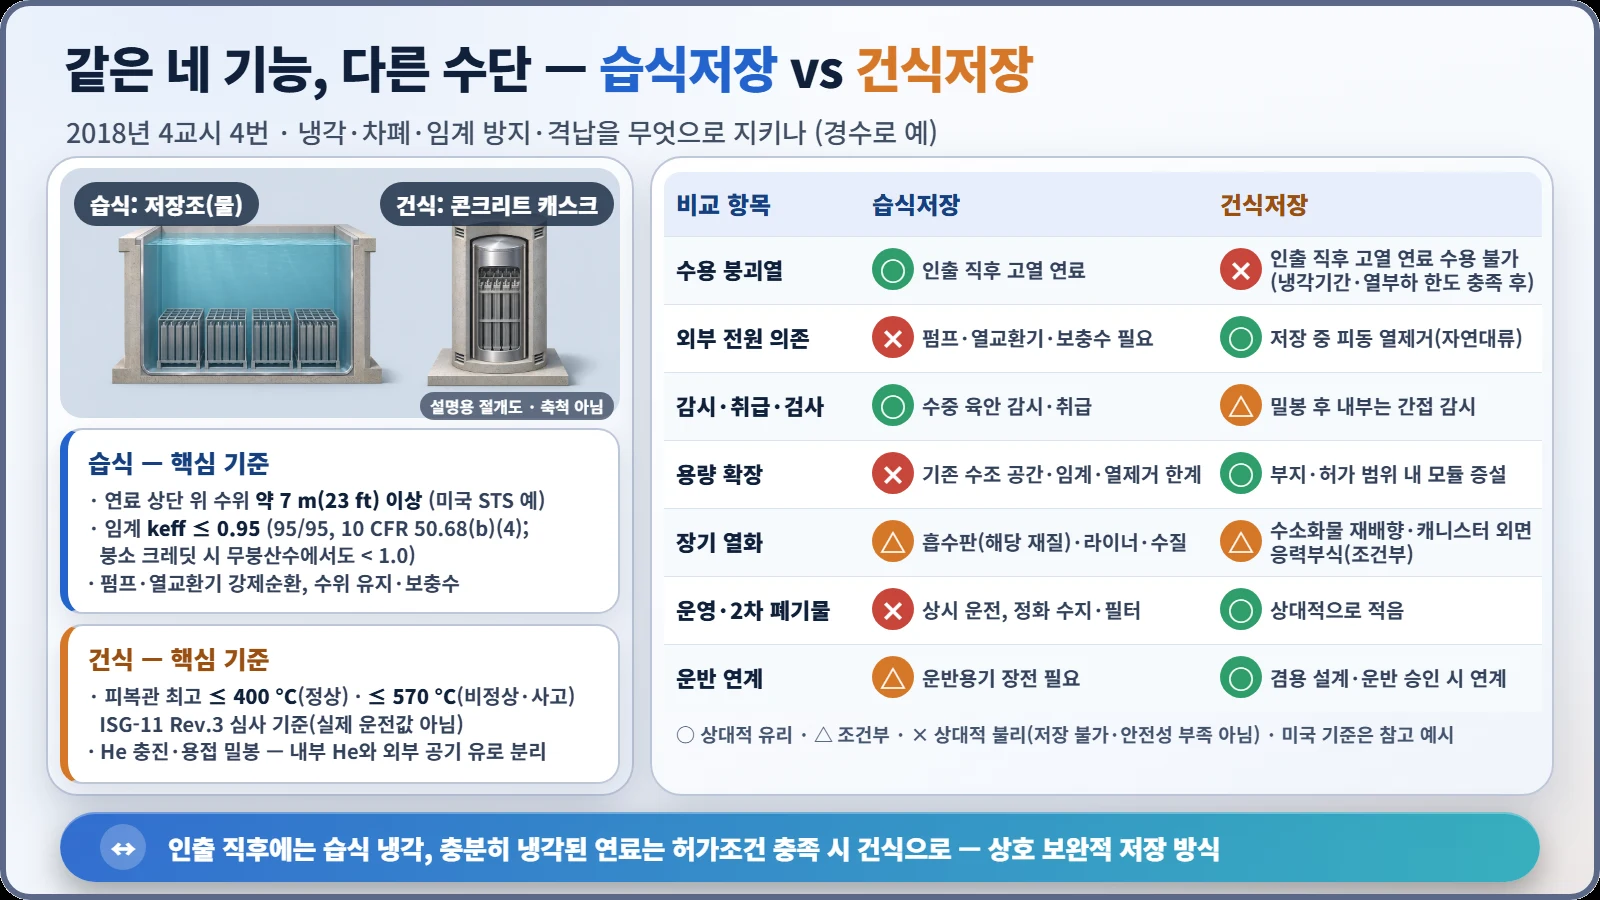 같은 네 기능, 다른 수단 — 습식저장 vs 건식저장
2018년 4교시 4번 · 냉각·차폐·임계 방지·격납을 무엇으로 지키나 (경수로 예)
습식: 저장조(물)
건식: 콘크리트 캐스크
설명용 절개도 · 축척 아님
습식 — 핵심 기준
· 연료 상단 위 수위 약 7 m(23 ft) 이상 (미국 STS 예)
· 임계 keff ≤ 0.95 (95/95, 10 CFR 50.68(b)(4);
붕소 크레딧 시 무붕산수에서도 < 1.0)
· 펌프·열교환기 강제순환, 수위 유지·보충수
건식 — 핵심 기준
· 피복관 최고 ≤ 400 °C(정상) · ≤ 570 °C(비정상·사고)
ISG-11 Rev.3 심사 기준(실제 운전값 아님)
· He 충진·용접 밀봉 — 내부 He와 외부 공기 유로 분리
비교 항목 습식저장 건식저장
수용 붕괴열 ○ 인출 직후 고열 연료 × 인출 직후 고열 연료 수용 불가
(냉각기간·열부하 한도 충족 후)
외부 전원 의존 × 펌프·열교환기·보충수 필요 ○ 저장 중 피동 열제거(자연대류)
감시·취급·검사 ○ 수중 육안 감시·취급 △ 밀봉 후 내부는 간접 감시
용량 확장 × 기존 수조 공간·임계·열제거 한계 ○ 부지·허가 범위 내 모듈 증설
장기 열화 △ 흡수판(해당 재질)·라이너·수질 △ 수소화물 재배향·캐니스터 외면
응력부식(조건부)
운영·2차 폐기물 × 상시 운전, 정화 수지·필터 ○ 상대적으로 적음
운반 연계 △ 운반용기 장전 필요 ○ 겸용 설계·운반 승인 시 연계
○ 상대적 유리 · △ 조건부 · × 상대적 불리(저장 불가·안전성 부족 아님) · 미국 기준은 참고 예시
↔ 인출 직후에는 습식 냉각, 충분히 냉각된 연료는 허가조건 충족 시 건식으로 — 상호 보완적 저장 방식